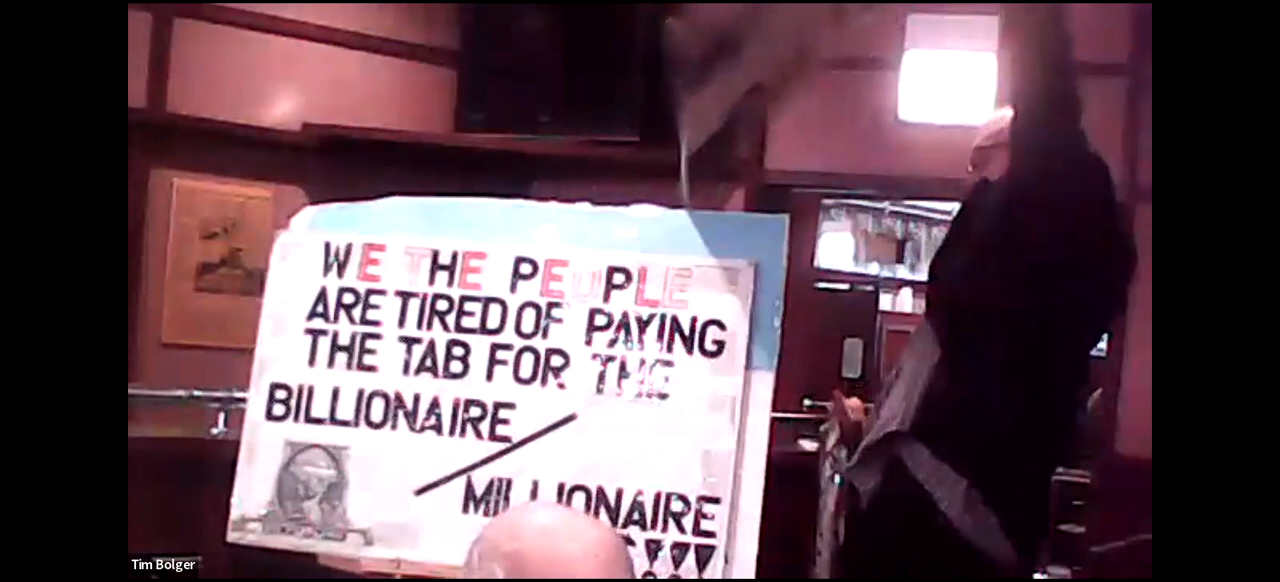 WE THE PEOPLE
ARE TIRED OF PAYING
THE TAB FOR THE
BILLIONAIRE /
MILLIONAIRE
Tim Bolger